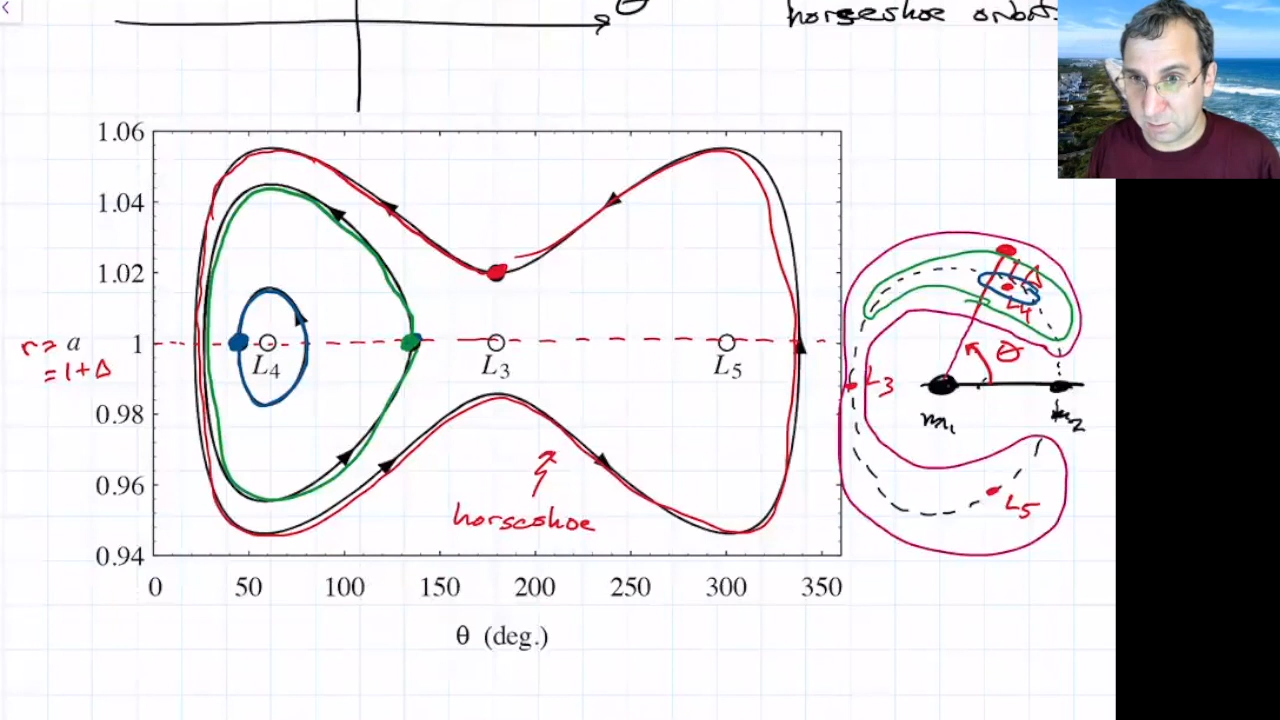 θ
horseshoe orbit.
1.06
1.04
1.02
r = a
= 1 + Δ
1
0.98
0.96
0.94
L4
L3
L5
horseshoe
0
50
100
150
200
250
300
350
θ (deg.)
Δ
L4
θ
L3
m1
m2
L5